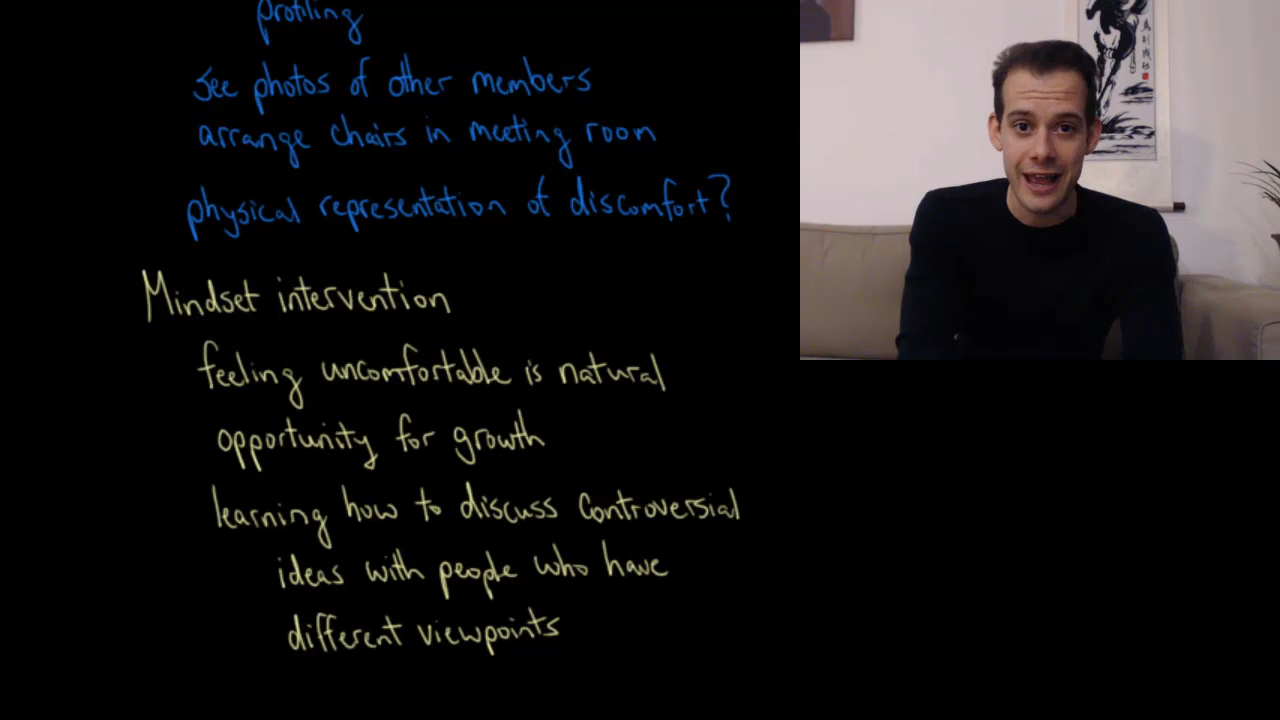 profiling
see photos of other members
arrange chairs in meeting room
physical representation of discomfort?
Mindset intervention
feeling uncomfortable is natural
opportunity for growth
learning how to discuss controversial
ideas with people who have
different viewpoints